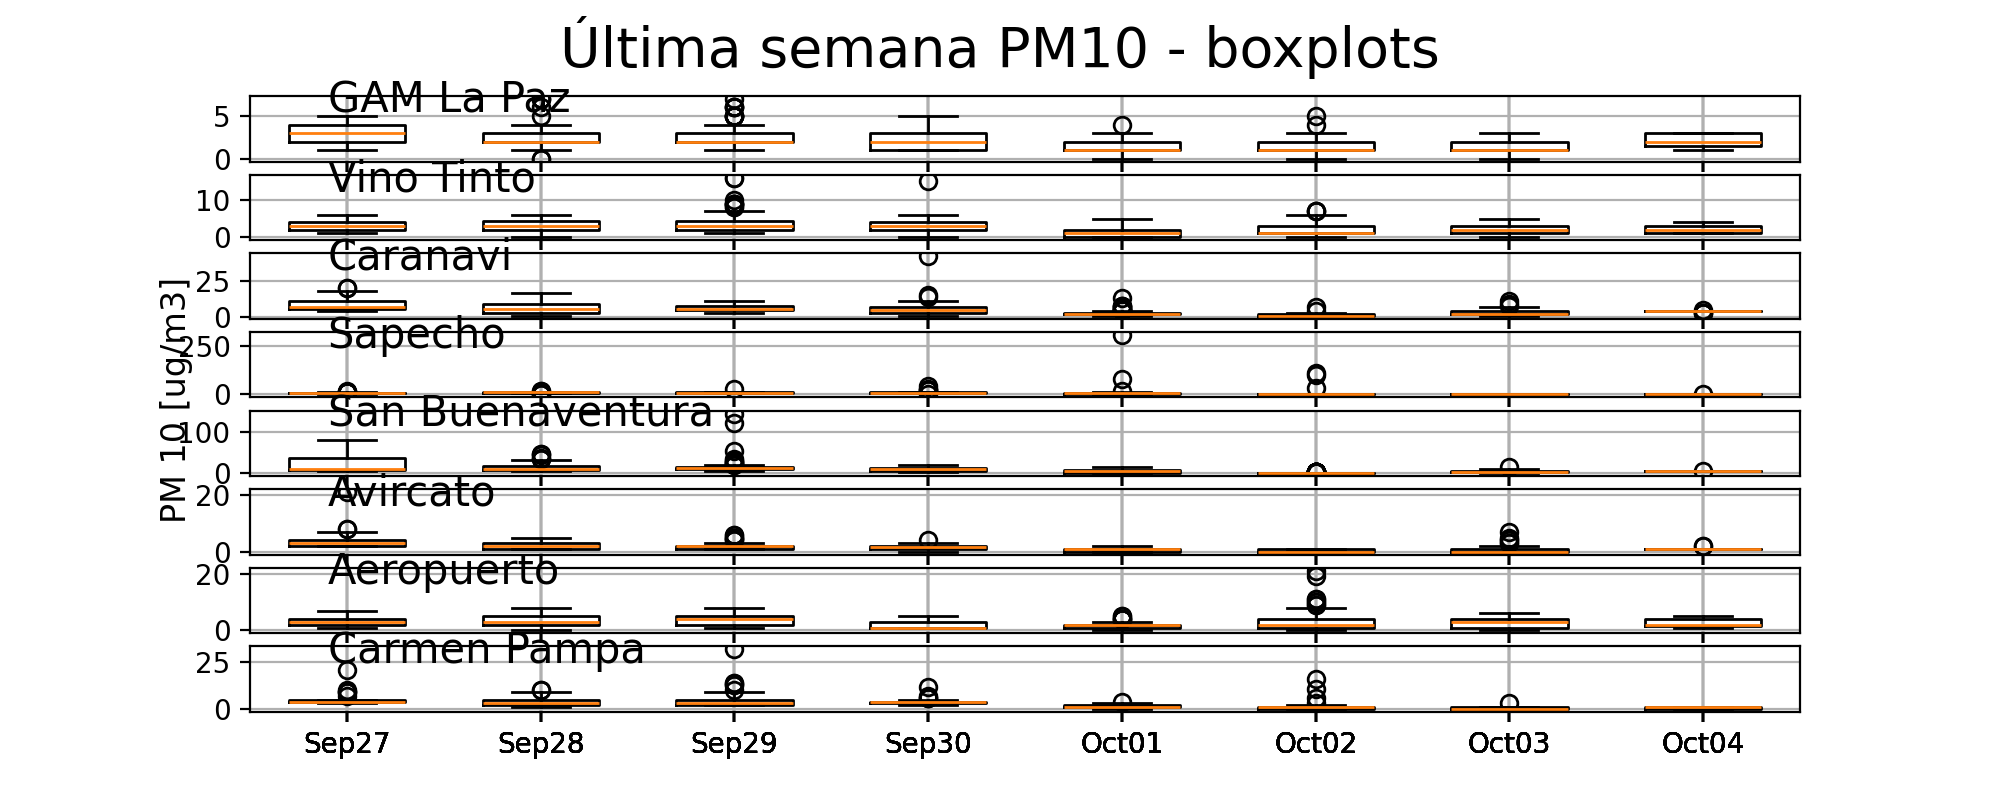 Última semana PM10 - boxplots
GAM La Paz
5
0
Vino Tinto
10
0
Caranavi
25
0
Sapecho
250
0
San Buenaventura
100
0
Avircato
20
0
Aeropuerto
20
0
Carmen Pampa
25
0
PM 10 [ug/m3]
Sep27 Sep28 Sep29 Sep30 Oct01 Oct02 Oct03 Oct04